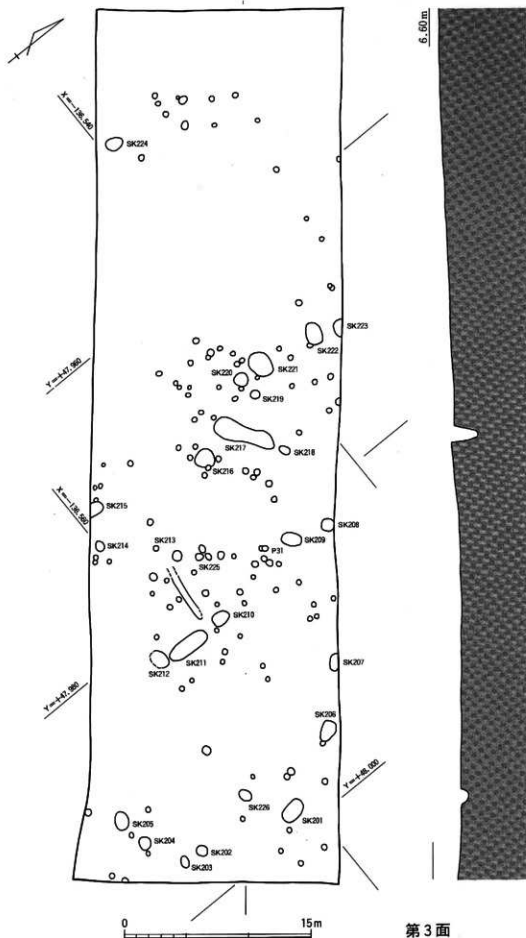 6.60m
X=-136,540
SK224
SK223
SK222
Y=+47,960
SK221
SK220
SK219
SK217
SK218
SK216
X=-136,560
SK215
SK208
SK213
SK209
SK214
P31
SK225
SK210
SK211
SK212
SK207
Y=+47,980
SK206
Y=+48,000
SK226
SK201
SK205
SK204
SK202
SK203
0 15m
第3面